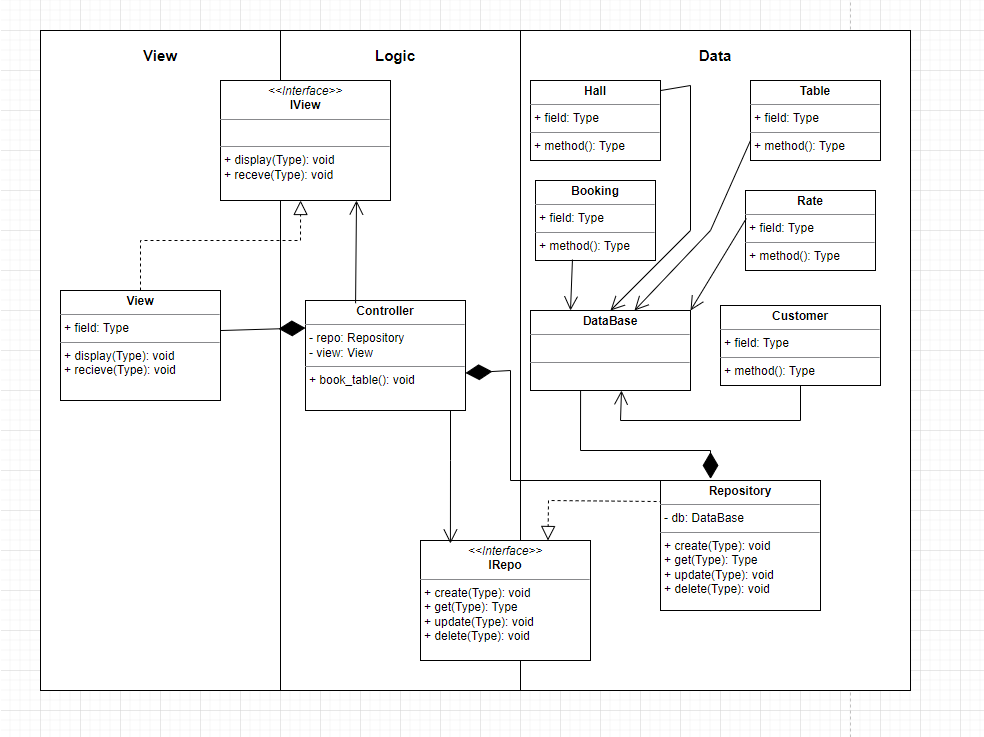 View
Logic
Data
<<Interface>>
IView
+ display(Type): void
+ receve(Type): void
Hall
+ field: Type
+ method(): Type
Table
+ field: Type
+ method(): Type
Booking
+ field: Type
+ method(): Type
Rate
+ field: Type
+ method(): Type
View
+ field: Type
+ display(Type): void
+ recieve(Type): void
Controller
- repo: Repository
- view: View
+ book_table(): void
DataBase
Customer
+ field: Type
+ method(): Type
Repository
- db: DataBase
+ create(Type): void
+ get(Type): Type
+ update(Type): void
+ delete(Type): void
<<Interface>>
IRepo
+ create(Type): void
+ get(Type): Type
+ update(Type): void
+ delete(Type): void